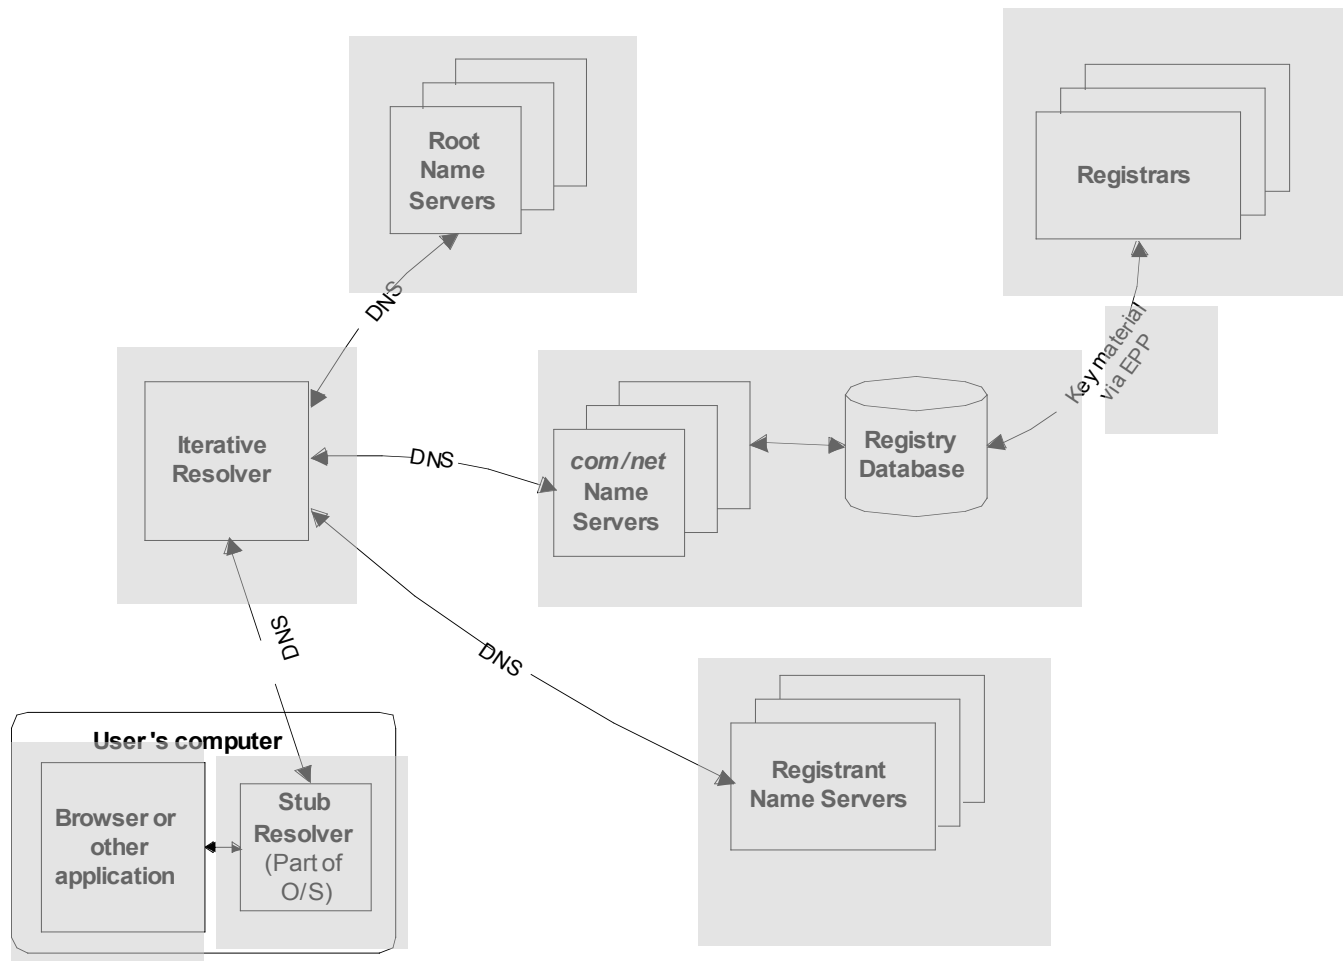 Root
Name
Servers
Registrars
DNS
Key material
via EPP
Iterative
Resolver
DNS
com/net
Name
Servers
Registry
Database
DNS
DNS
User's computer
Browser or
other
application
Stub
Resolver
(Part of
O/S)
Registrant
Name Servers